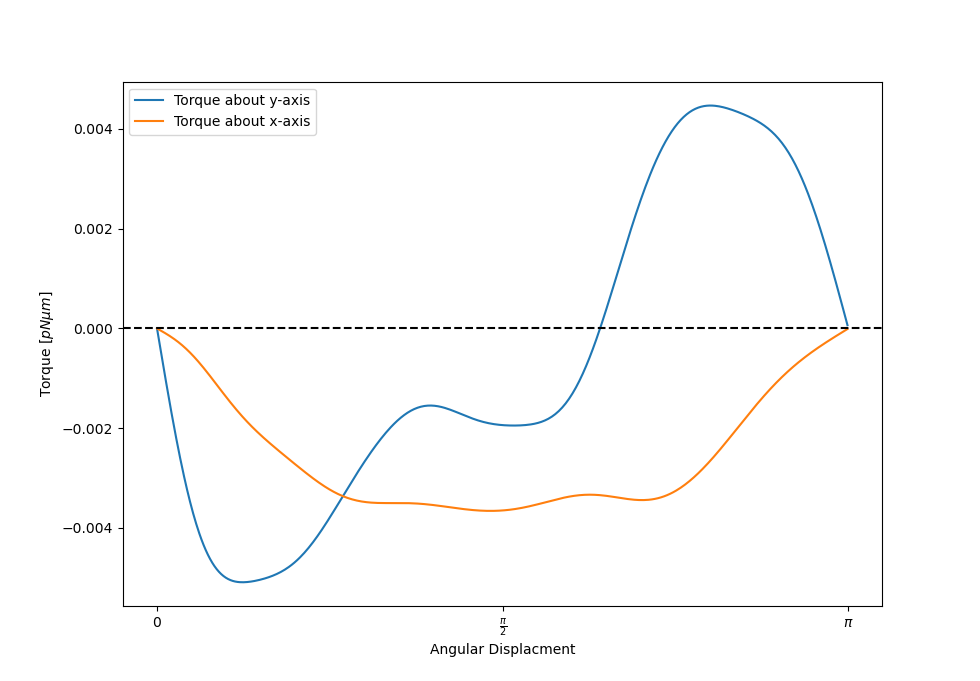 Torque about y-axis
Torque about x-axis
0.004
0.002
0.000
−0.002
−0.004
Torque [pNμm]
0
π/2
π
Angular Displacment